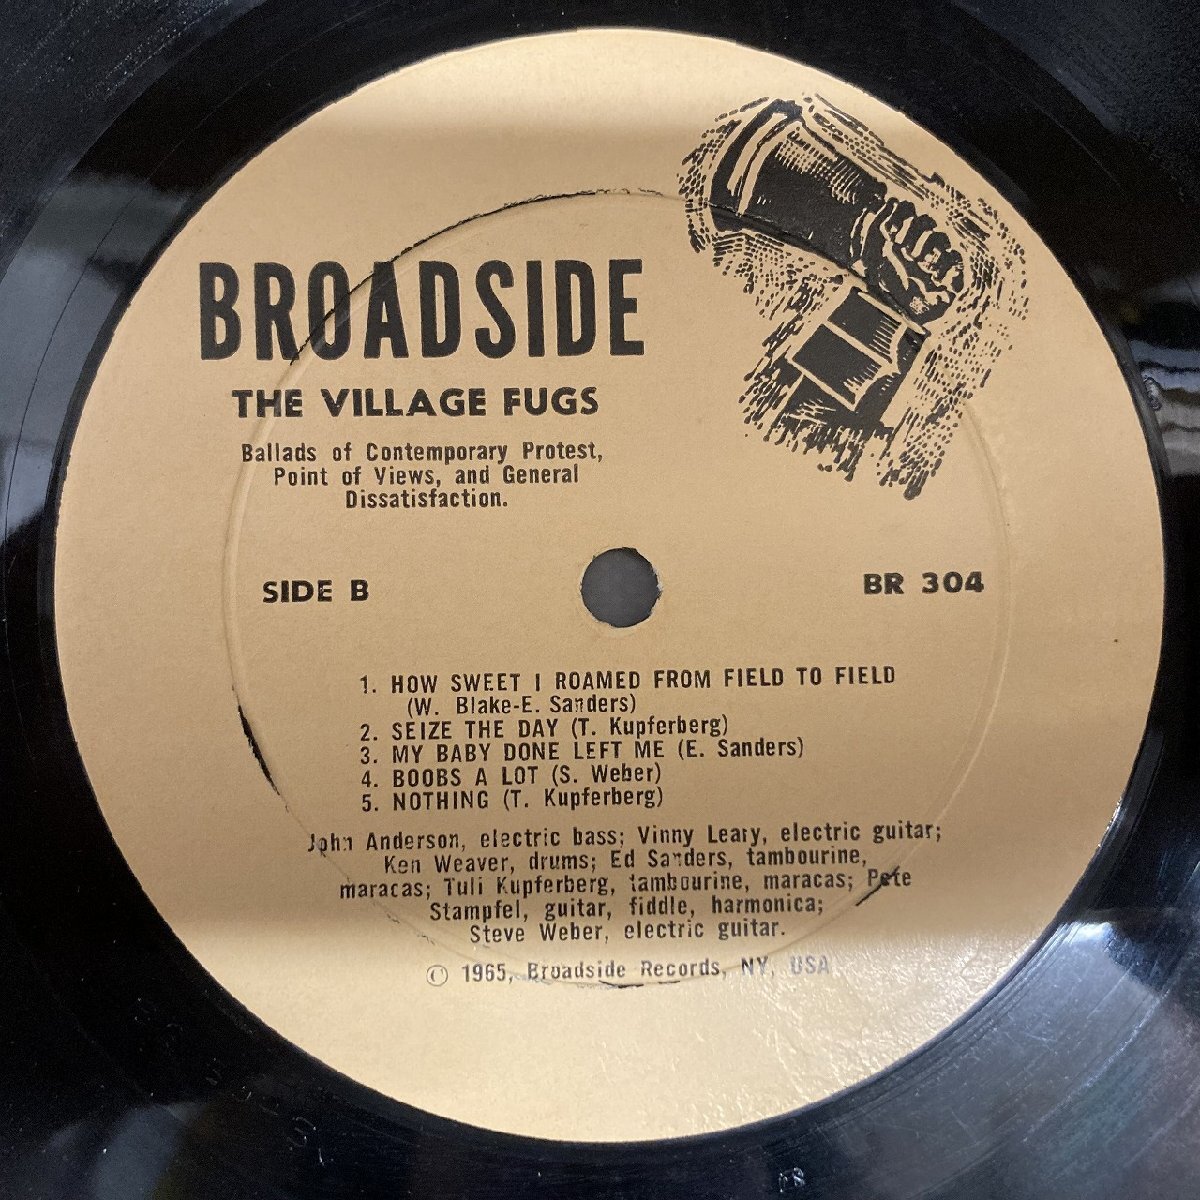 BROADSIDE
THE VILLAGE FUGS
Ballads of Contemporary Protest,
Point of Views, and General
Dissatisfaction.
SIDE B
BR 304
1. HOW SWEET I ROAMED FROM FIELD TO FIELD
(W. Blake-E. Sanders)
2. SEIZE THE DAY (T. Kupferberg)
3. MY BABY DONE LEFT ME (E. Sanders)
4. BOOBS A LOT (S. Weber)
5. NOTHING (T. Kupferberg)
John Anderson, electric bass; Vinny Leary, electric guitar;
Ken Weaver, drums; Ed Sanders, tambourine,
maracas; Tuli Kupferberg, tambourine, maracas; Pete
Stampfel, guitar, fiddle, harmonica;
Steve Weber, electric guitar.
© 1965, Broadside Records, NY, USA